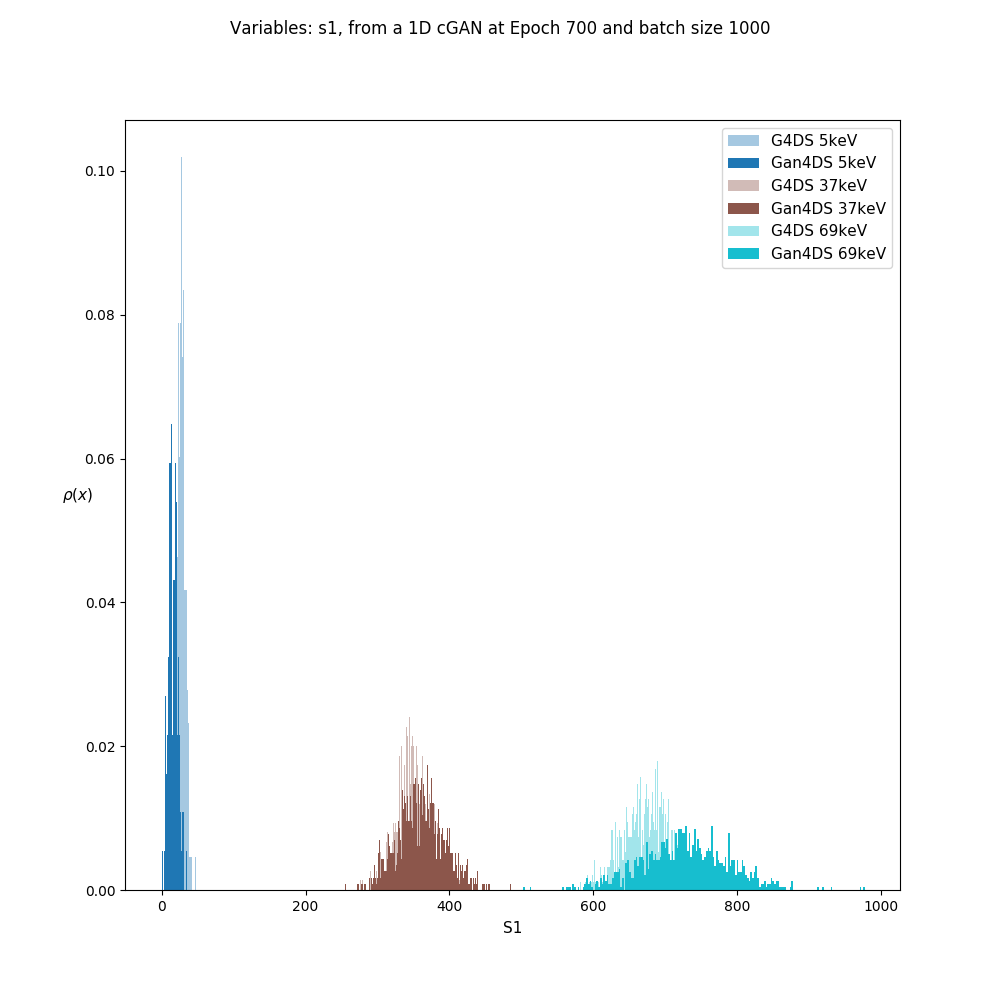 Variables: s1, from a 1D cGAN at Epoch 700 and batch size 1000
G4DS 5keV
Gan4DS 5keV
G4DS 37keV
Gan4DS 37keV
G4DS 69keV
Gan4DS 69keV
0.10
0.08
0.06
ρ(x)
0.04
0.02
0.00
0 200 400 600 800 1000
S1